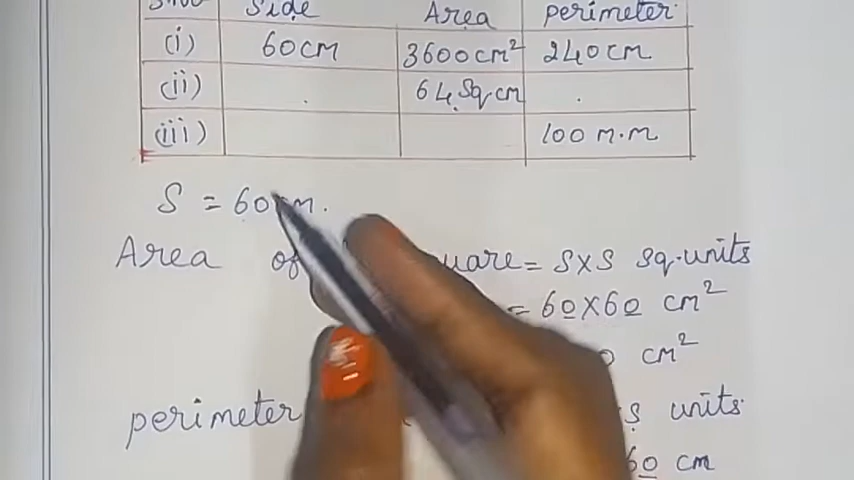 Side Area perimeter
(i) 60cm 3600cm² 240cm
(ii) 64 Sq cm
(iii) 100 m.m
S = 60cm.
Area = S×S sq.units
= 60×60 cm²
cm²
perimeter s units
60 cm